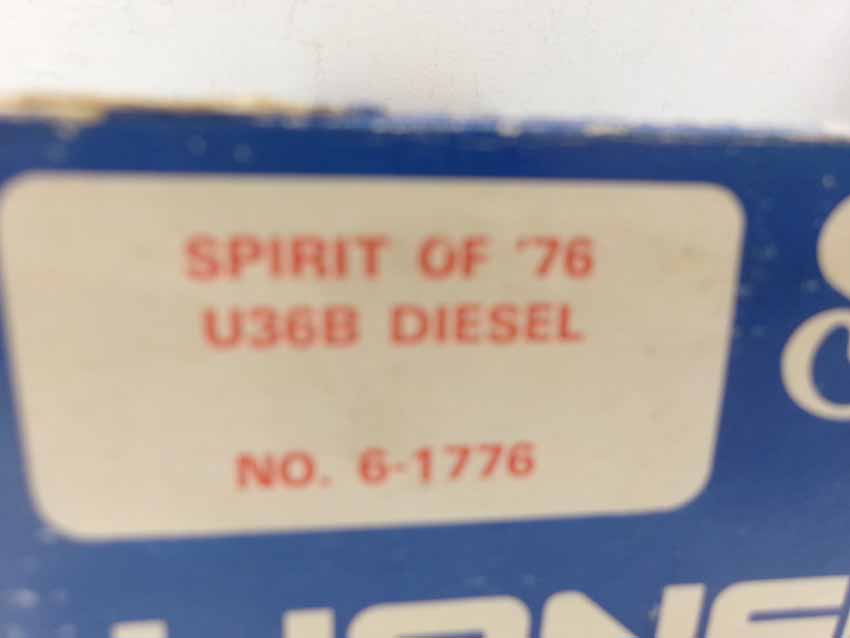 SPIRIT OF '76
U36B DIESEL
NO. 6-1776